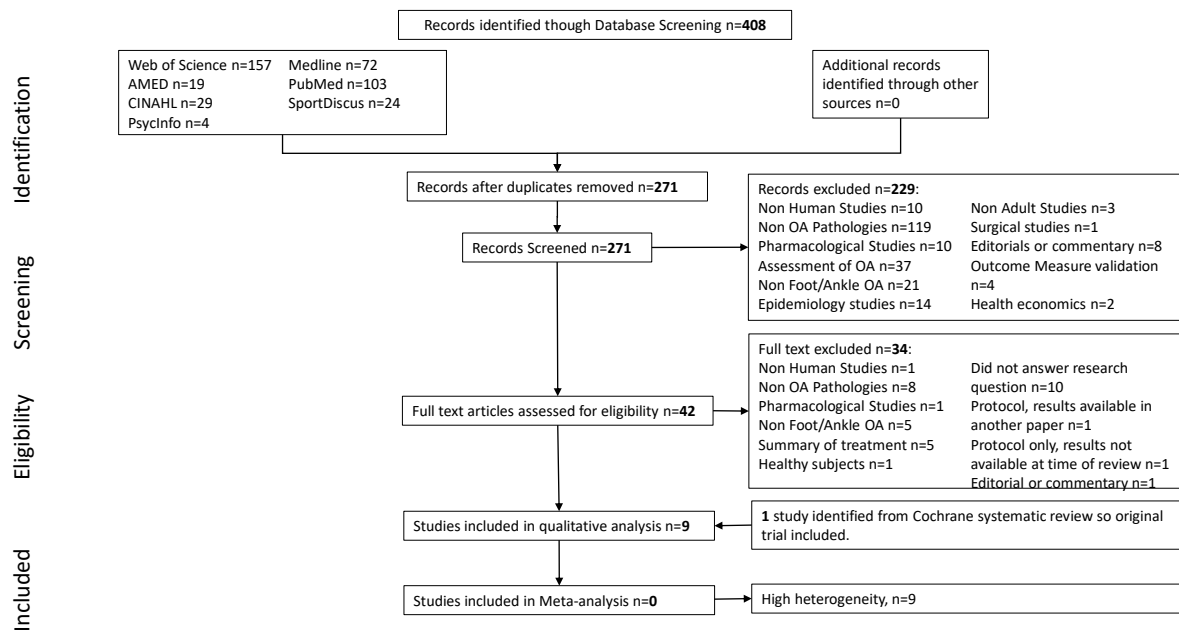 Records identified though Database Screening n=408
Web of Science n=157
AMED n=19
CINAHL n=29
PsycInfo n=4
Medline n=72
PubMed n=103
SportDiscus n=24
Additional records
identified through other
sources n=0
Identification
Records after duplicates removed n=271
Records Screened n=271
Records excluded n=229:
Non Human Studies n=10
Non OA Pathologies n=119
Pharmacological Studies n=10
Assessment of OA n=37
Non Foot/Ankle OA n=21
Epidemiology studies n=14
Non Adult Studies n=3
Surgical studies n=1
Editorials or commentary n=8
Outcome Measure validation
n=4
Health economics n=2
Screening
Full text articles assessed for eligibility n=42
Full text excluded n=34:
Non Human Studies n=1
Non OA Pathologies n=8
Pharmacological Studies n=1
Non Foot/Ankle OA n=5
Summary of treatment n=5
Healthy subjects n=1
Did not answer research
question n=10
Protocol, results available in
another paper n=1
Protocol only, results not
available at time of review n=1
Editorial or commentary n=1
Eligibility
Studies included in qualitative analysis n=9
1 study identified from Cochrane systematic review so original
trial included.
Studies included in Meta-analysis n=0
High heterogeneity, n=9
Included